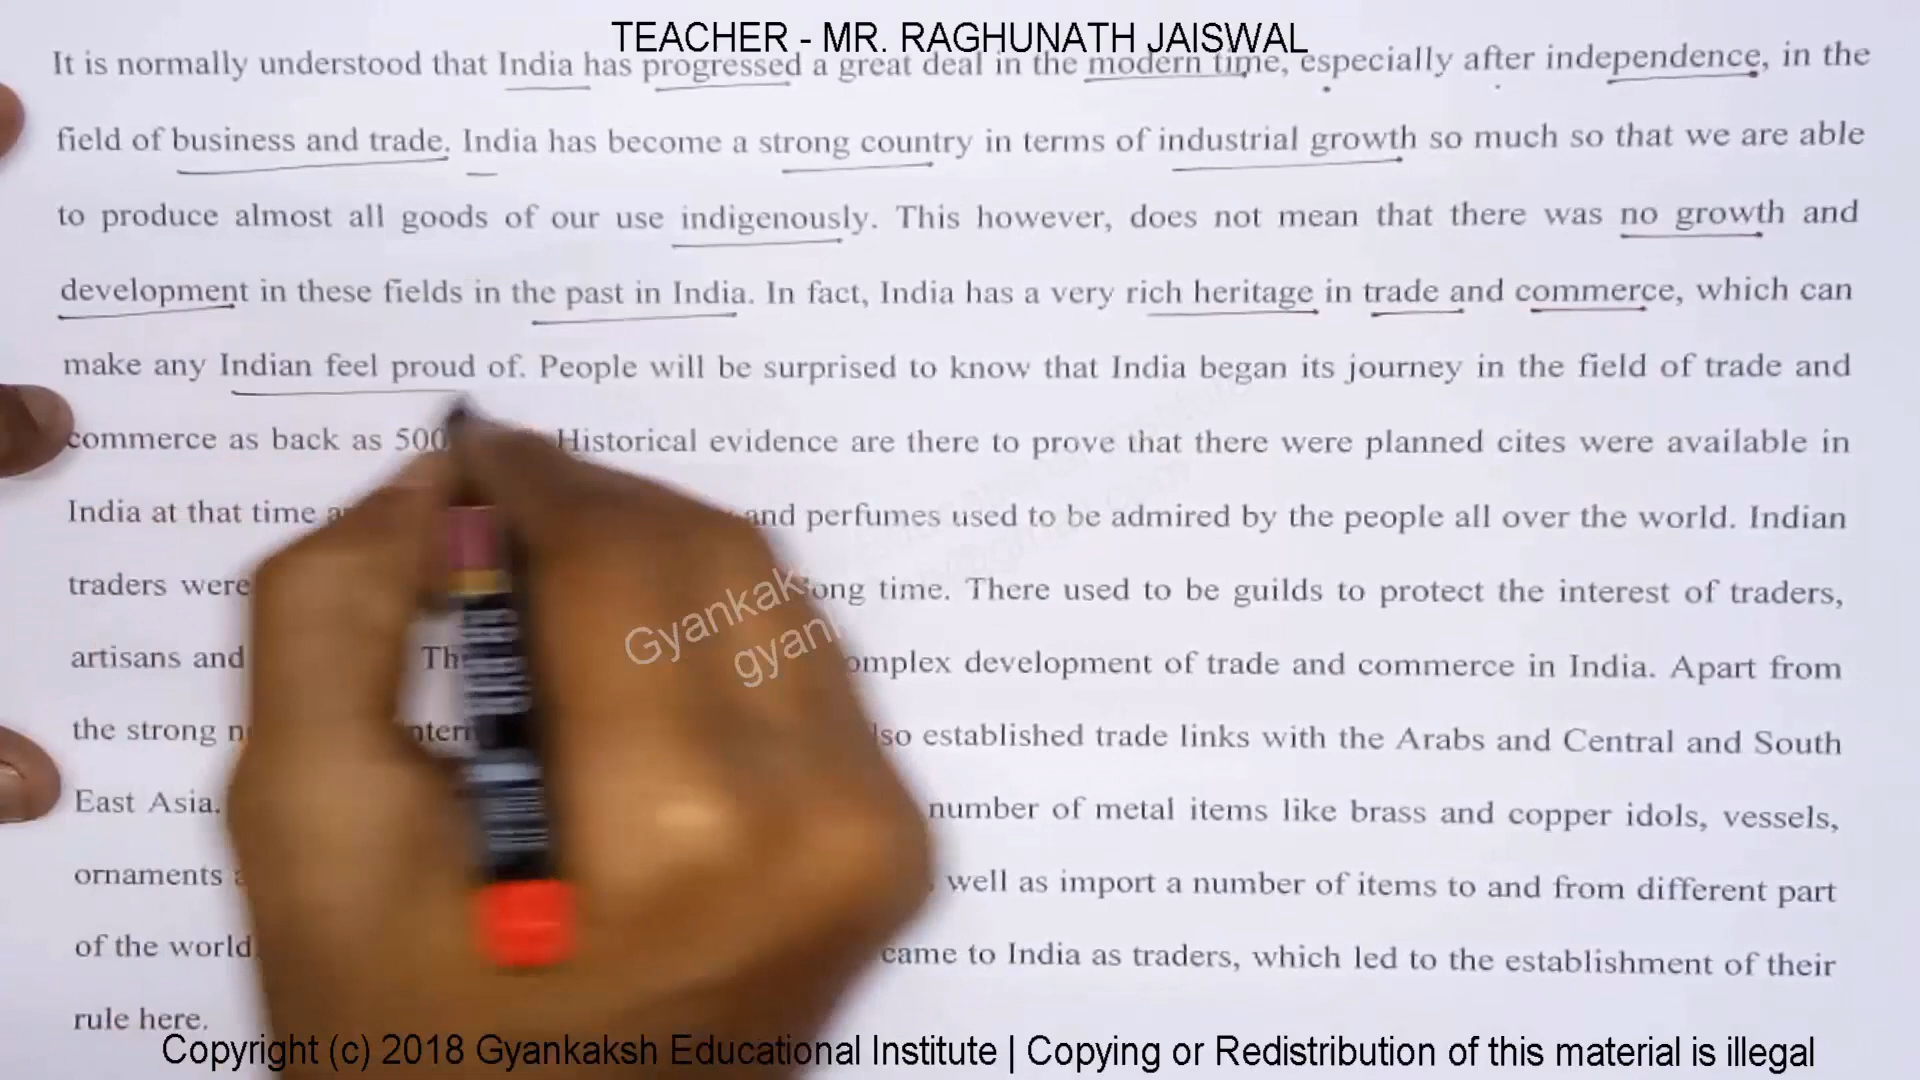 TEACHER - MR. RAGHUNATH JAISWAL
It is normally understood that India has progressed a great deal in the modern time, especially after independence, in the
field of business and trade. India has become a strong country in terms of industrial growth so much so that we are able
to produce almost all goods of our use indigenously. This however, does not mean that there was no growth and
development in these fields in the past in India. In fact, India has a very rich heritage in trade and commerce, which can
make any Indian feel proud of. People will be surprised to know that India began its journey in the field of trade and
commerce as back as Historical evidence are there to prove that there were planned cites were available in
India at that time and perfumes used to be admired by the people all over the world. Indian
traders were long time. There used to be guilds to protect the interest of traders,
artisans and complex development of trade and commerce in India. Apart from
the strong also established trade links with the Arabs and Central and South
East Asia. number of metal items like brass and copper idols, vessels,
ornaments well as import a number of items to and from different part
of the world came to India as traders, which led to the establishment of their
rule here.
Copyright (c) 2018 Gyankaksh Educational Institute | Copying or Redistribution of this material is illegal